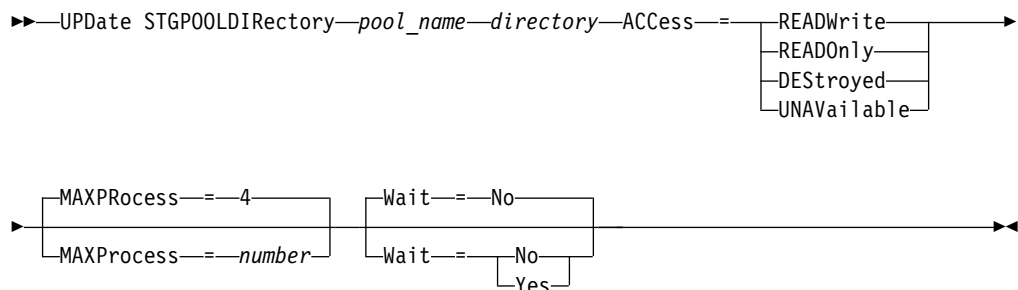 UPDate STGPOOLDIRectory pool_name directory ACCess = READWrite
READOnly
DEStroyed
UNAVailable
MAXPRocess = 4 Wait = No
MAXProcess = number Wait = No
Yes